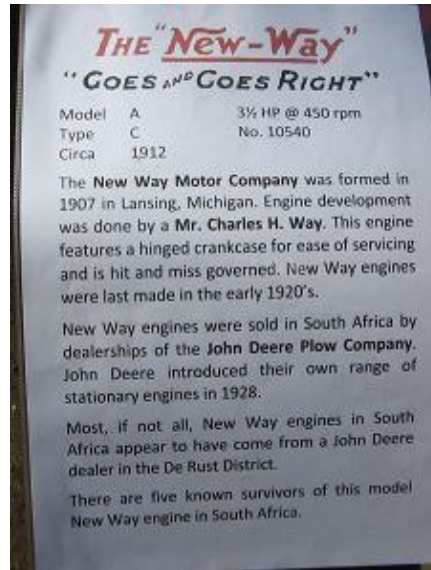 THE "New-Way"
"GOES AND GOES RIGHT"
Model A 3½ HP @ 450 rpm
Type C No. 10540
Circa 1912
The New Way Motor Company was formed in
1907 in Lansing, Michigan. Engine development
was done by a Mr. Charles H. Way. This engine
features a hinged crankcase for ease of servicing
and is hit and miss governed. New Way engines
were last made in the early 1920's.
New Way engines were sold in South Africa by
dealerships of the John Deere Plow Company.
John Deere introduced their own range of
stationary engines in 1928.
Most, if not all, New Way engines in South
Africa appear to have come from a John Deere
dealer in the De Rust District.
There are five known survivors of this model
New Way engine in South Africa.